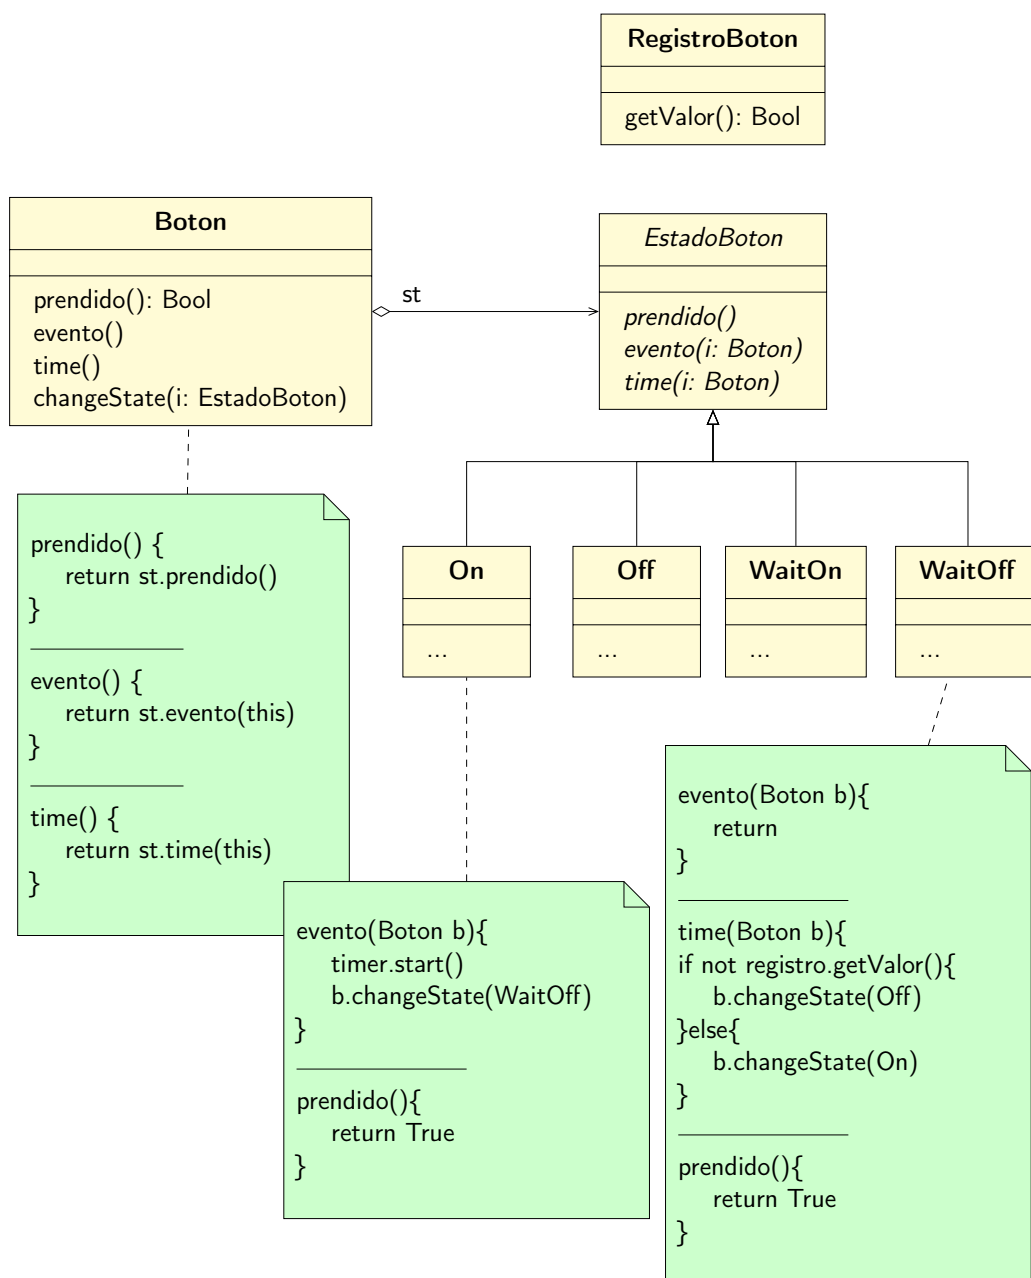 RegistroBoton
getValor(): Bool
Boton
prendido(): Bool
evento()
time()
changeState(i: EstadoBoton)
st
EstadoBoton
prendido()
evento(i: Boton)
time(i: Boton)
On
...
Off
...
WaitOn
...
WaitOff
...
prendido() {
return st.prendido()
}
evento() {
return st.evento(this)
}
time() {
return st.time(this)
}
evento(Boton b){
timer.start()
b.changeState(WaitOff)
}
prendido(){
return True
}
evento(Boton b){
return
}
time(Boton b){
if not registro.getValor(){
b.changeState(Off)
}else{
b.changeState(On)
}
prendido(){
return True
}